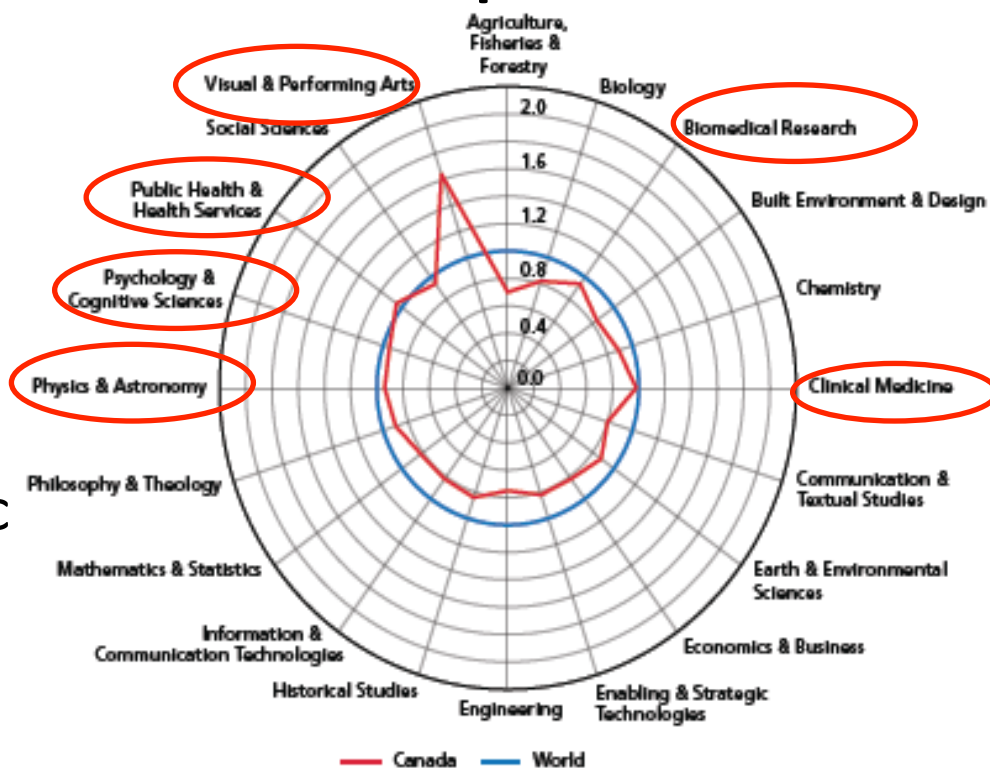 Agriculture,
Fisheries &
Forestry
Biology
Biomedical Research
Built Environment & Design
Chemistry
Clinical Medicine
Communication &
Textual Studies
Earth & Environmental
Sciences
Economics & Business
Enabling & Strategic
Technologies
Engineering
Historical Studies
Information &
Communication Technologies
Mathematics & Statistics
Philosophy & Theology
Physics & Astronomy
Psychology &
Cognitive Sciences
Public Health &
Health Services
Social Sciences
Visual & Performing Arts
2.0
1.6
1.2
0.8
0.4
0.0
Canada
World